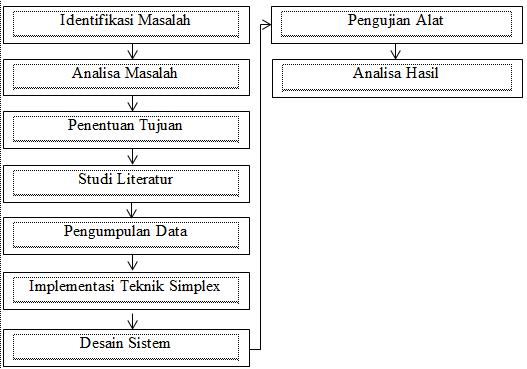 Identifikasi Masalah
Analisa Masalah
Penentuan Tujuan
Studi Literatur
Pengumpulan Data
Implementasi Teknik Simplex
Desain Sistem
Pengujian Alat
Analisa Hasil